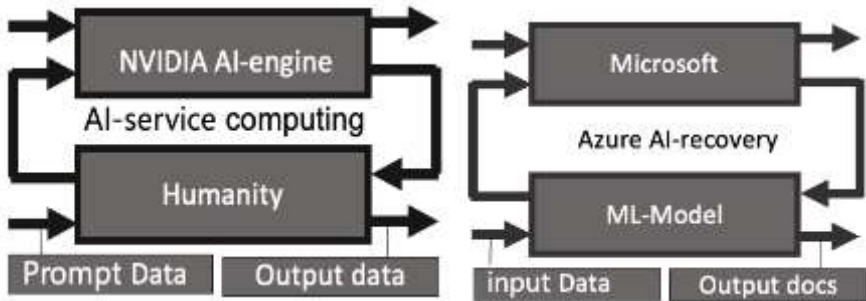 NVIDIA AI-engine
AI-service computing
Humanity
Prompt Data
Output data
Microsoft
Azure AI-recovery
ML-Model
input Data
Output docs